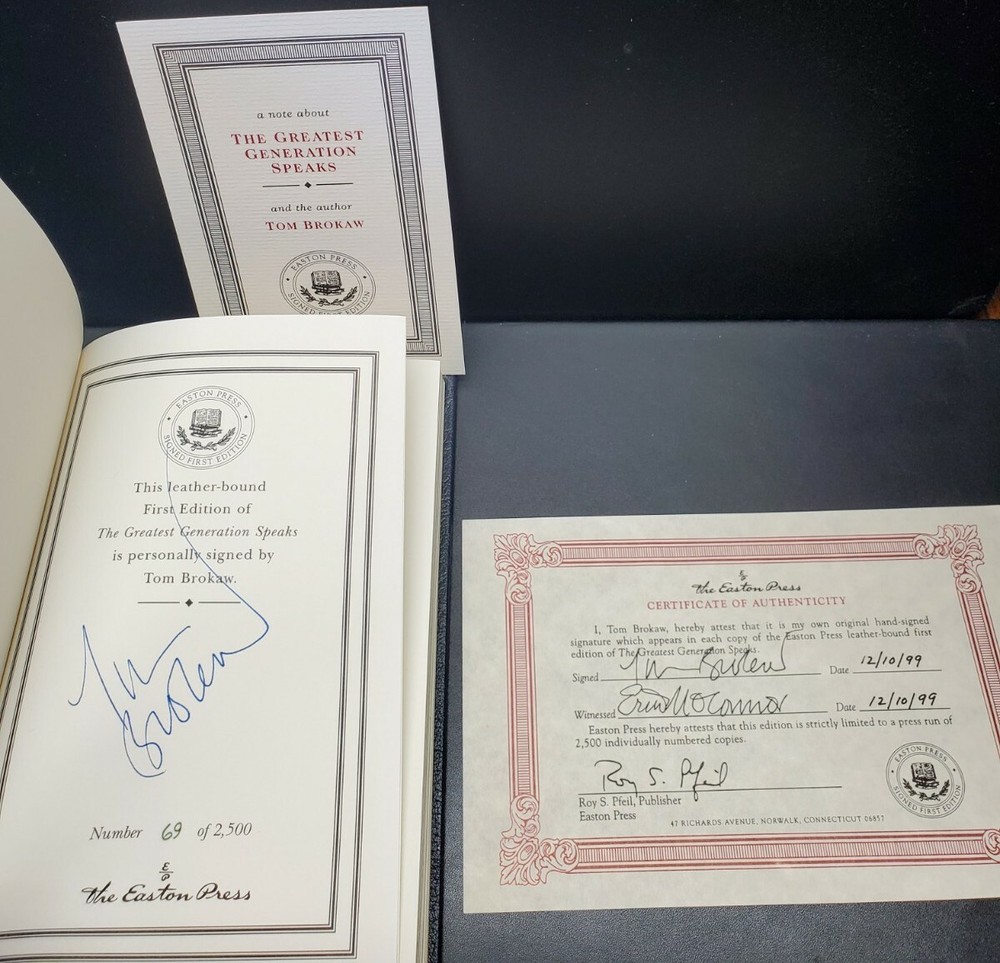 a note about
THE GREATEST
GENERATION
SPEAKS
and the author
TOM BROKAW
EASTON PRESS
SIGNED FIRST EDITION
EASTON PRESS
SIGNED FIRST EDITION
This leather-bound
First Edition of
The Greatest Generation Speaks
is personally signed by
Tom Brokaw.
Tom
Brokaw
Number 69 of 2,500
E/P
The Easton Press
E/P
The Easton Press
CERTIFICATE OF AUTHENTICITY
I, Tom Brokaw, hereby attest that it is my own original hand-signed
signature which appears in each copy of the Easton Press leather-bound first
edition of The Greatest Generation Speaks.
Signed Tom Brokaw Date 12/10/99
Witnessed Date 12/10/99
Easton Press hereby attests that this edition is strictly limited to a press run of
2,500 individually numbered copies.
Roy S. Pfeil
Roy S. Pfeil, Publisher
Easton Press
47 RICHARDS AVENUE, NORWALK, CONNECTICUT 06857
EASTON PRESS
SIGNED FIRST EDITION